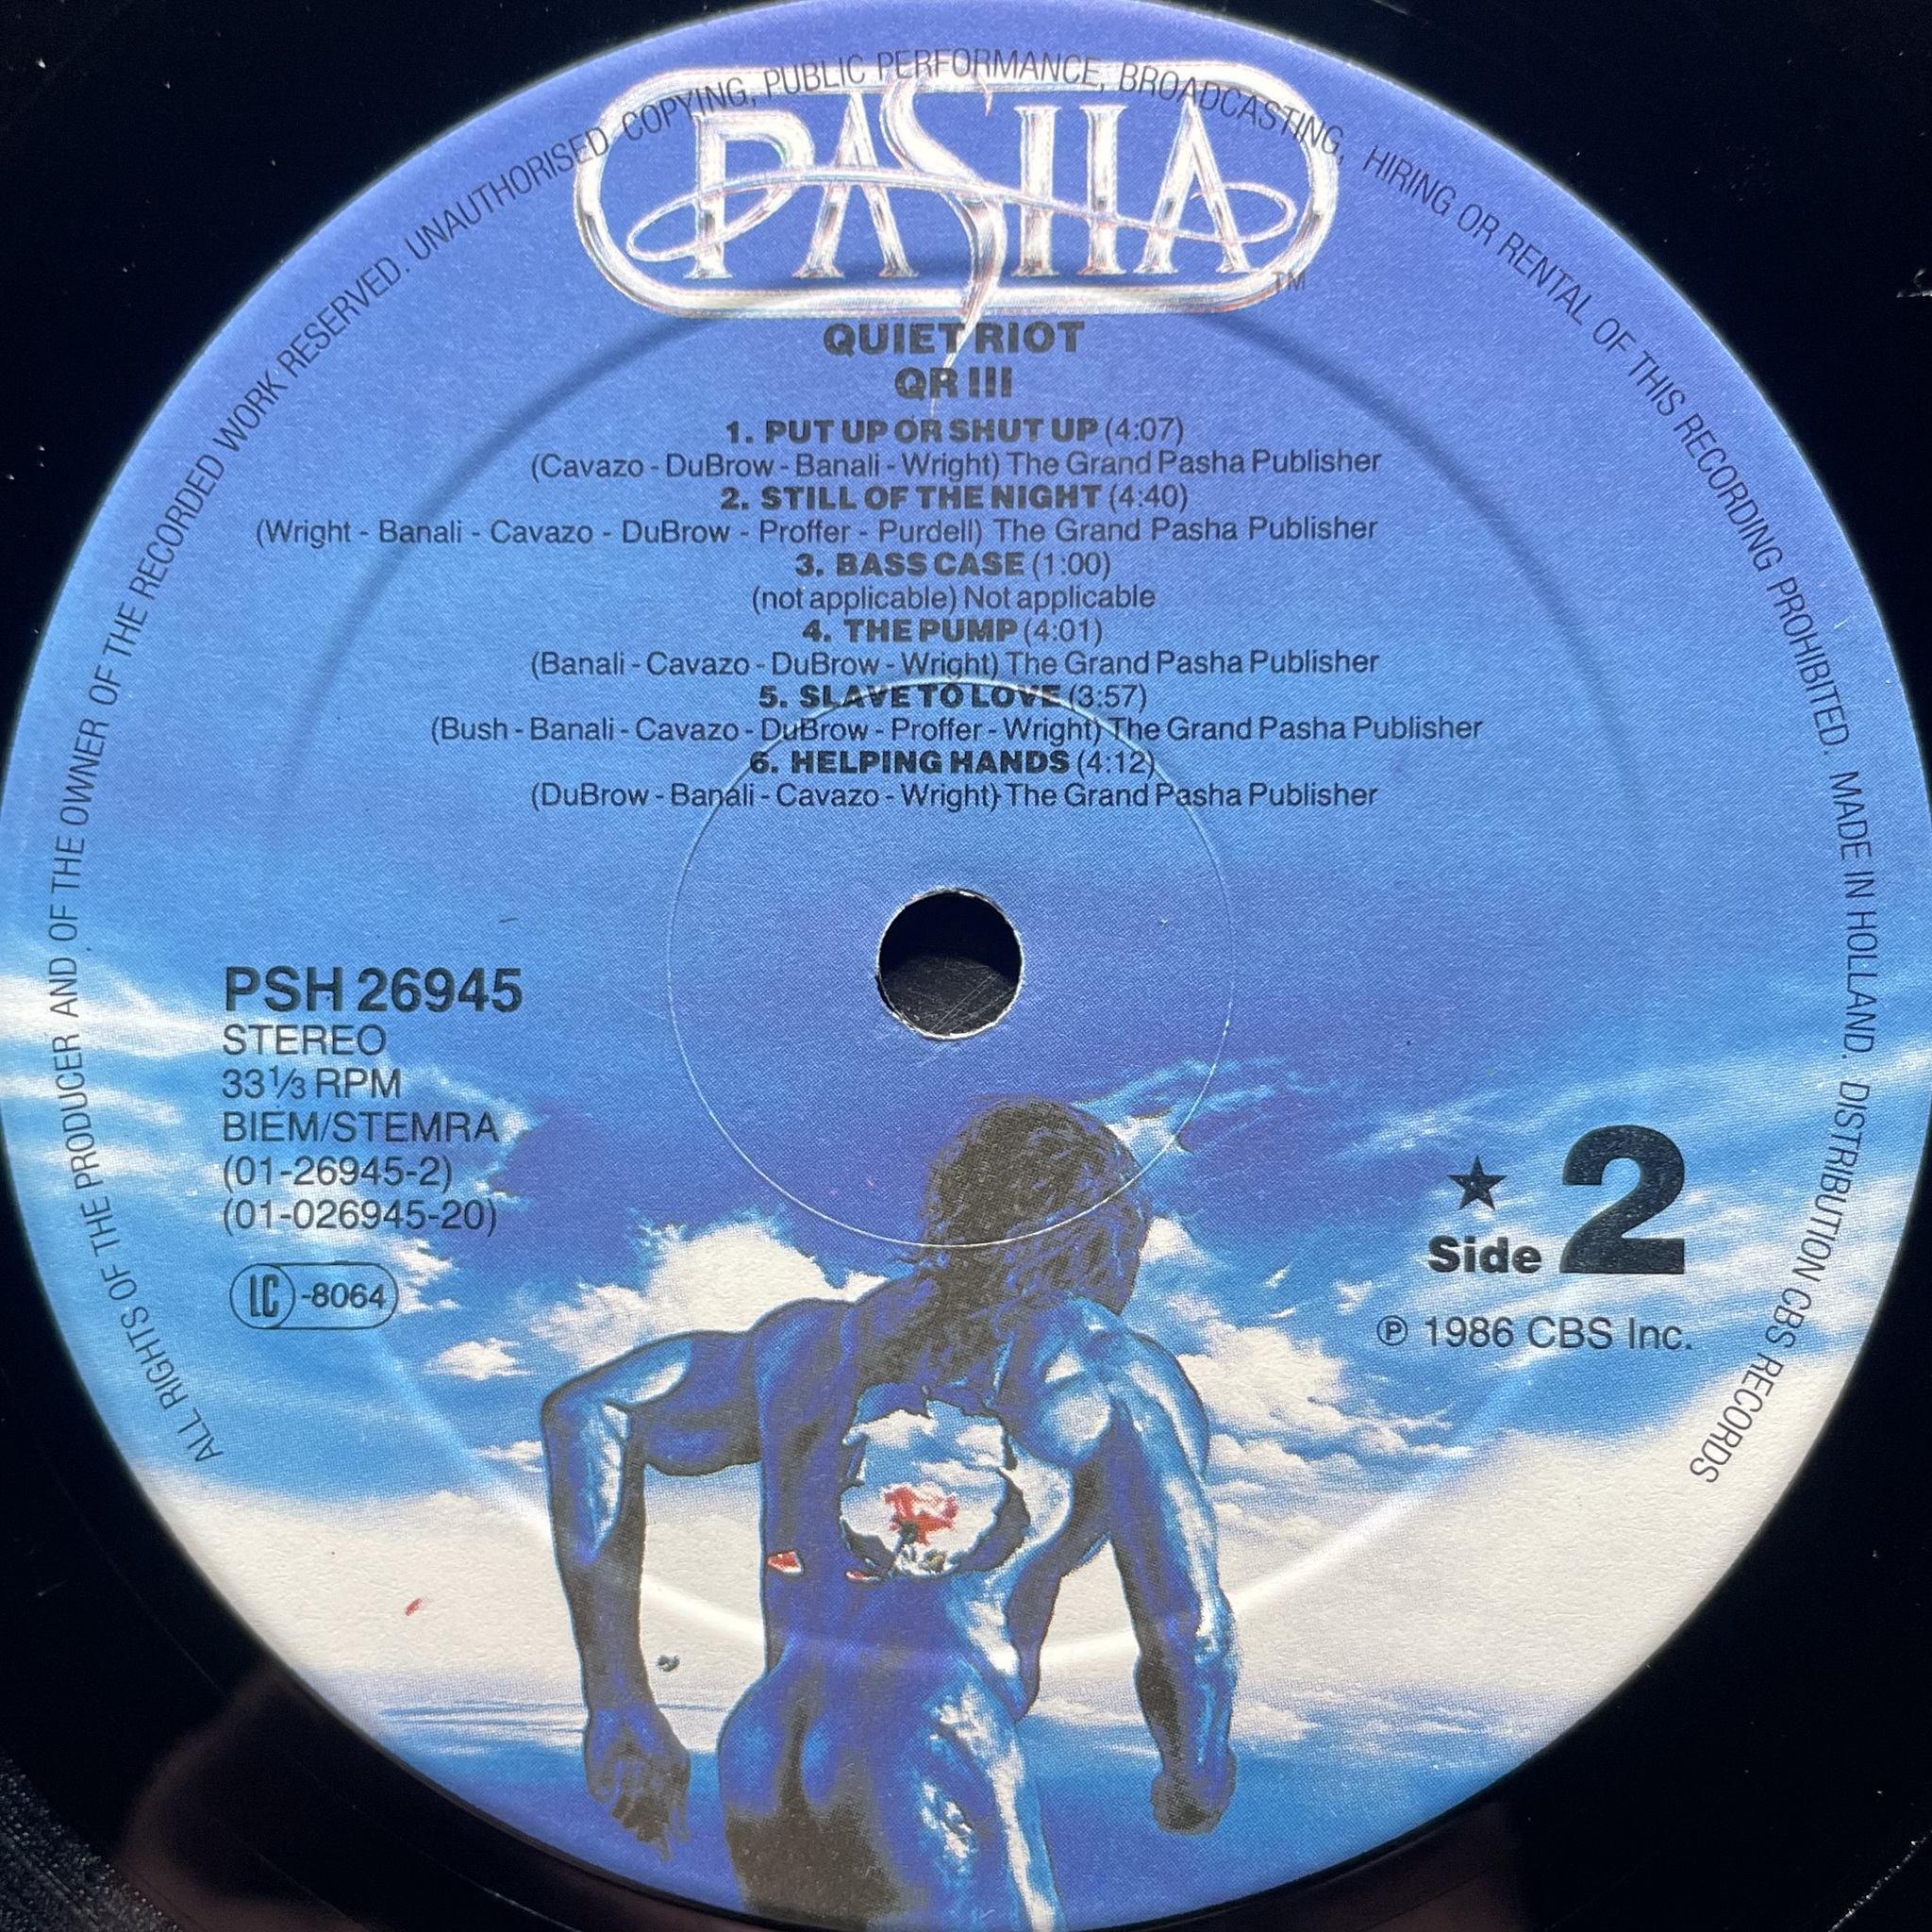 ALL RIGHTS OF THE PRODUCER AND OF THE OWNER OF THE RECORDED WORK RESERVED. UNAUTHORISED COPYING, PUBLIC PERFORMANCE, BROADCASTING, HIRING OR RENTAL OF THIS RECORDING PROHIBITED. MADE IN HOLLAND. DISTRIBUTION CBS RECORDS
PASHA
TM
QUIET RIOT
QR III
1. PUT UP OR SHUT UP (4:07)
(Cavazo - DuBrow - Banali - Wright) The Grand Pasha Publisher
2. STILL OF THE NIGHT (4:40)
(Wright - Banali - Cavazo - DuBrow - Proffer - Purdell) The Grand Pasha Publisher
3. BASS CASE (1:00)
(not applicable) Not applicable
4. THE PUMP (4:01)
(Banali - Cavazo - DuBrow - Wright) The Grand Pasha Publisher
5. SLAVE TO LOVE (3:57)
(Bush - Banali - Cavazo - DuBrow - Proffer - Wright) The Grand Pasha Publisher
6. HELPING HANDS (4:12)
(DuBrow - Banali - Cavazo - Wright) The Grand Pasha Publisher
PSH 26945
STEREO
33⅓ RPM
BIEM/STEMRA
(01-26945-2)
(01-026945-20)
LC -8064
★
Side 2
℗ 1986 CBS Inc.